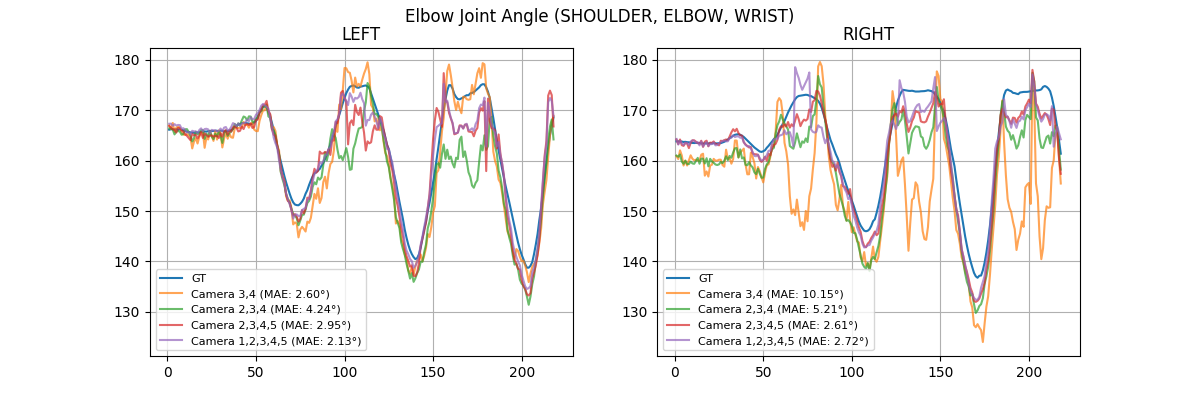 Elbow Joint Angle (SHOULDER, ELBOW, WRIST)
LEFT
180
170
160
150
140
130
0
50
100
150
200
GT
Camera 3,4 (MAE: 2.60°)
Camera 2,3,4 (MAE: 4.24°)
Camera 2,3,4,5 (MAE: 2.95°)
Camera 1,2,3,4,5 (MAE: 2.13°)
RIGHT
180
170
160
150
140
130
0
50
100
150
200
GT
Camera 3,4 (MAE: 10.15°)
Camera 2,3,4 (MAE: 5.21°)
Camera 2,3,4,5 (MAE: 2.61°)
Camera 1,2,3,4,5 (MAE: 2.72°)